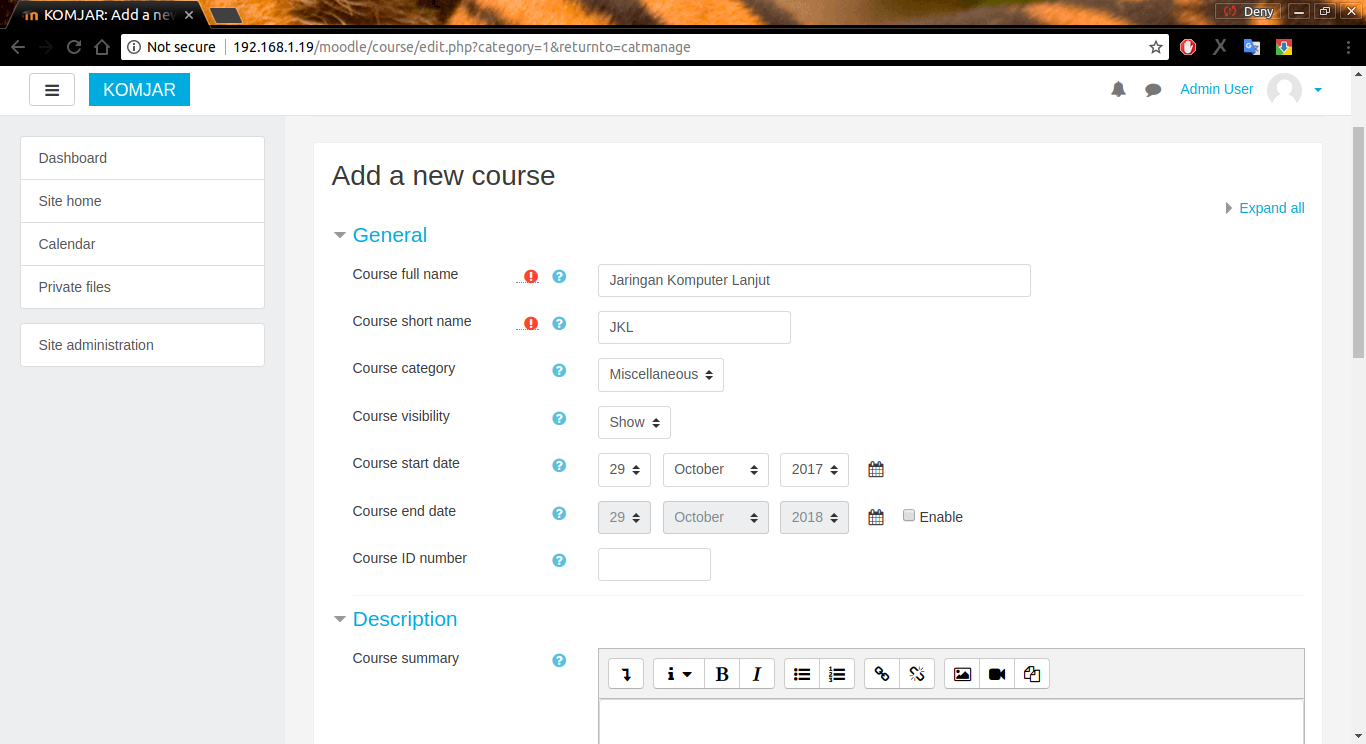 KOMJAR: Add a new
Deny
Not secure
192.168.1.19/moodle/course/edit.php?category=1&returnto=catmanage
KOMJAR
Admin User
Dashboard
Site home
Calendar
Private files
Site administration
Add a new course
Expand all
General
Course full name
Jaringan Komputer Lanjut
Course short name
JKL
Course category
Miscellaneous
Course visibility
Show
Course start date
29 October 2017
Course end date
29 October 2018 Enable
Course ID number
Description
Course summary